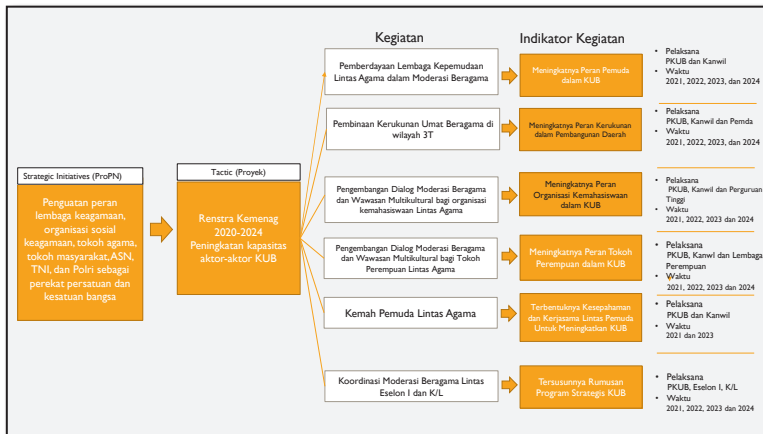 Kegiatan
Indikator Kegiatan
Strategic Initiatives (ProPN)
Penguatan peran
lembaga keagamaan,
organisasi sosial
keagamaan, tokoh agama,
tokoh masyarakat, ASN,
TNI, dan Polri sebagai
perekat persatuan dan
kesatuan bangsa
Tactic (Proyek)
Renstra Kemenag
2020-2024
Peningkatan kapasitas
aktor-aktor KUB
Pemberdayaan Lembaga Kepemudaan
Lintas Agama dalam Moderasi Beragama
Meningkatnya Peran Pemuda
dalam KUB
• Pelaksana
PKUB dan Kanwil
• Waktu
2021, 2022, 2023, dan 2024
Pembinaan Kerukunan Umat Beragama di
wilayah 3T
Meningkatnya Peran Kerukunan
dalam Pembangunan Daerah
• Pelaksana
PKUB, Kanwil dan Pemda
• Waktu
2021, 2022, 2023, dan 2024
Pengembangan Dialog Moderasi Beragama
dan Wawasan Multikultural bagi organisasi
kemahasiswaan Lintas Agama
Meningkatnya Peran
Organisasi Kemahasiswaan
dalam KUB
• Pelaksana
PKUB, Kanwil dan Perguruan
Tinggi
• Waktu
2021, 2022, 2023 dan 2024
Pengembangan Dialog Moderasi Beragama
dan Wawasan Multikultural bagi Tokoh
Perempuan Lintas Agama
Meningkatnya Peran Tokoh
Perempuan dalam KUB
• Pelaksana
PKUB, Kanwl dan Lembaga
Perempuan
• Waktu
2021, 2022, 2023 dan 2024
Kemah Pemuda Lintas Agama
Terbentuknya Kesepahaman
dan Kerjasama Lintas Pemuda
Untuk Meningkatkan KUB
• Pelaksana
PKUB dan Kanwil
• Waktu
2021 dan 2023
Koordinasi Moderasi Beragama Lintas
Eselon I dan K/L
Tersusunnya Rumusan
Program Strategis KUB
• Pelaksana
PKUB, Eselon I, K/L
• Waktu
2021, 2022, 2023 dan 2024